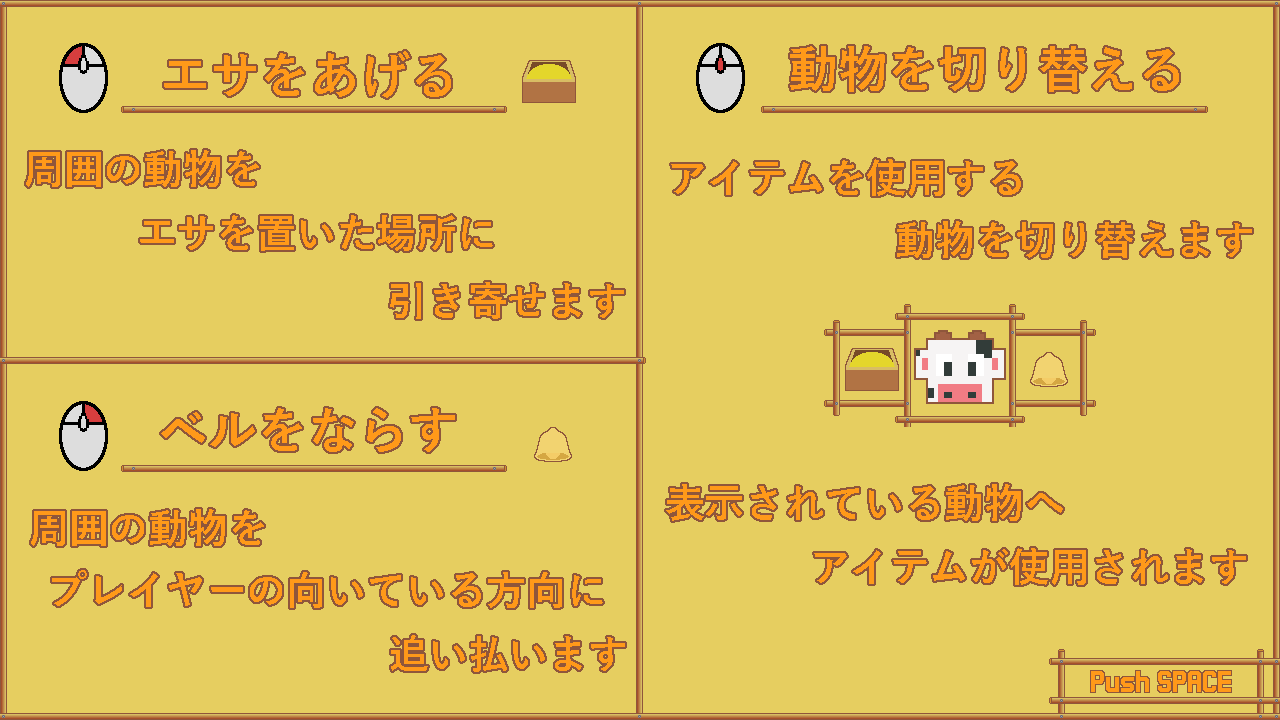 エサをあげる
周囲の動物を
エサを置いた場所に
引き寄せます
ベルをならす
周囲の動物を
プレイヤーの向いている方向に
追い払います
動物を切り替える
アイテムを使用する
動物を切り替えます
表示されている動物へ
アイテムが使用されます
Push SPACE